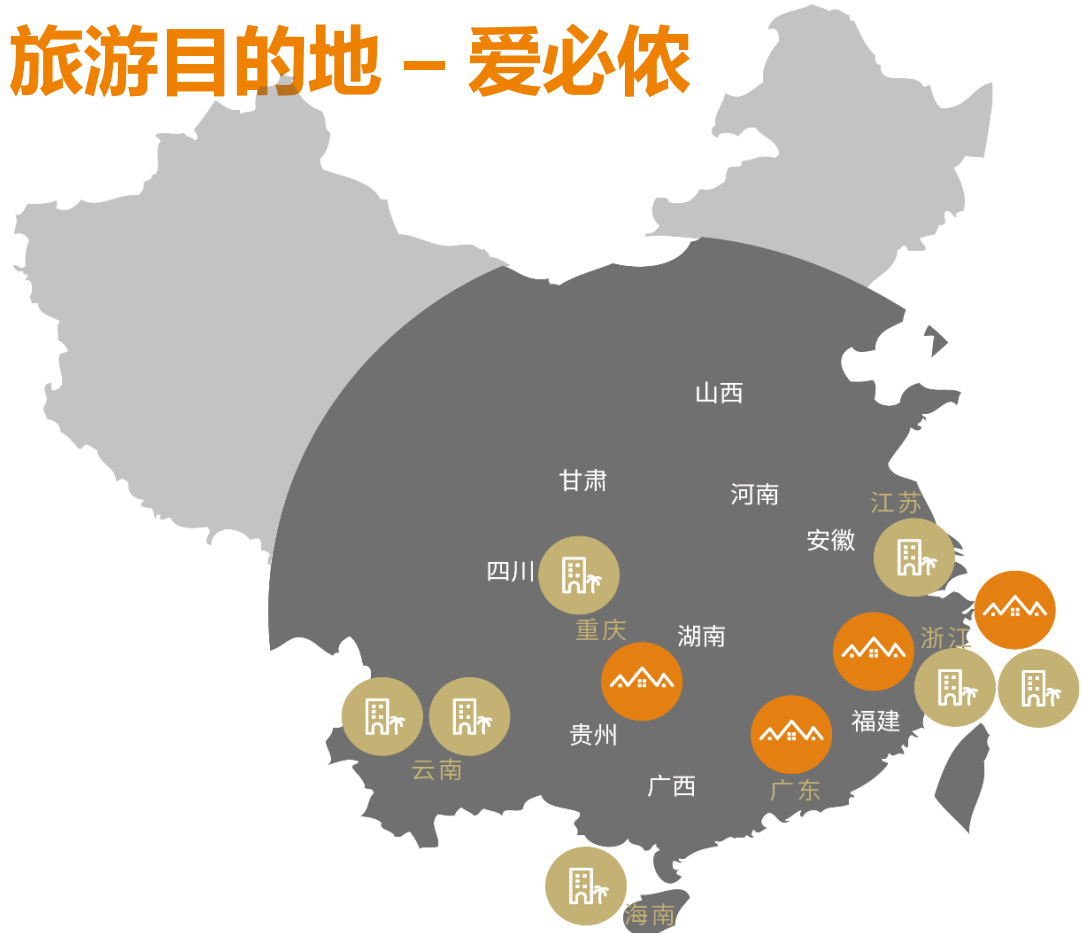 旅游目的地 – 爱必侬
山西
甘肃
河南
江苏
安徽
四川
重庆
湖南
浙江
福建
贵州
云南
广西
广东
海南